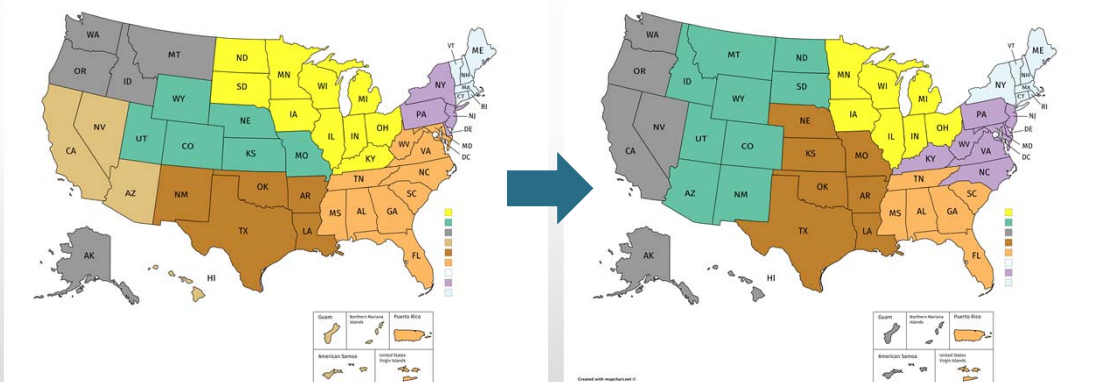 WA
MT
ND
MN
ME
VT
NH
OR
ID
SD
WI
MI
NY
MA
CT
RI
WY
IA
PA
NJ
NV
NE
OH
DE
UT
IL
IN
WV
VA
MD
CO
KS
MO
KY
DC
CA
AZ
NM
OK
AR
TN
NC
SC
MS
AL
GA
TX
LA
FL
AK
HI
Guam
Northern Mariana Islands
Puerto Rico
American Samoa
United States Virgin Islands
WA
MT
ND
MN
ME
VT
NH
OR
ID
SD
WI
MI
NY
MA
CT
RI
WY
IA
PA
NJ
NV
NE
OH
DE
UT
IL
IN
WV
VA
MD
CO
KS
MO
KY
DC
CA
AZ
NM
OK
AR
TN
NC
SC
MS
AL
GA
TX
LA
FL
AK
HI
Guam
Northern Mariana Islands
Puerto Rico
American Samoa
United States Virgin Islands
Created with mapchart.net ©